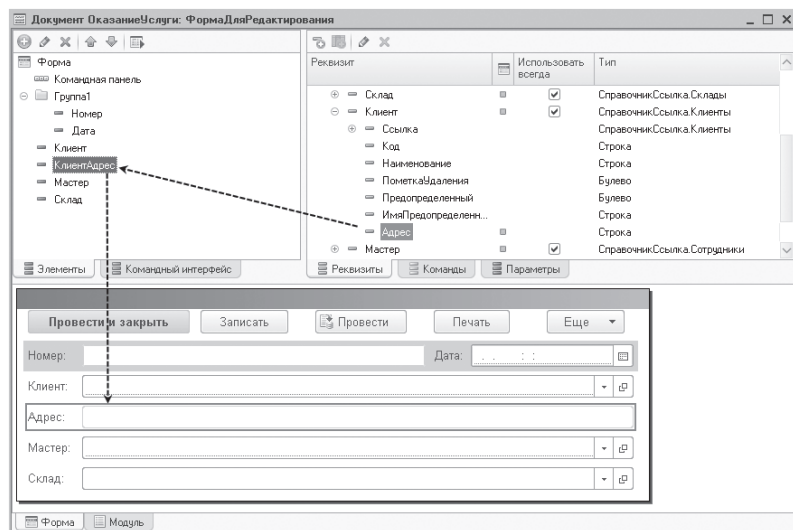 Документ ОказаниеУслуги: ФормаДляРедактирования
Форма
Командная панель
Группа1
Номер
Дата
Клиент
КлиентАдрес
Мастер
Склад
Элементы
Командный интерфейс
Реквизит
Использовать всегда
Тип
Склад СправочникСсылка.Склады
Клиент СправочникСсылка.Клиенты
Ссылка СправочникСсылка.Клиенты
Код Строка
Наименование Строка
ПометкаУдаления Булево
Предопределенный Булево
ИмяПредопределенн... Строка
Адрес Строка
Мастер СправочникСсылка.Сотрудники
Реквизиты
Команды
Параметры
Провести и закрыть Записать Провести Печать Еще
Номер: Дата: . . : :
Клиент:
Адрес:
Мастер:
Склад:
Форма Модуль